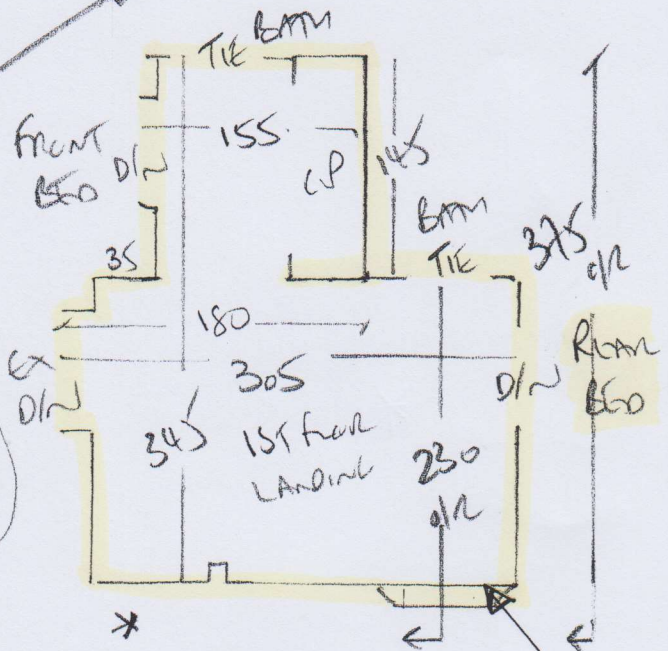 BATH
TIE
FRONT
BED
D/N
155
CP
145
BATH
TIE
35
375
O/R
180
EX
D/N
305
REAR
BED
D/N
345
1ST FLOOR
LANDING
230
O/R
*